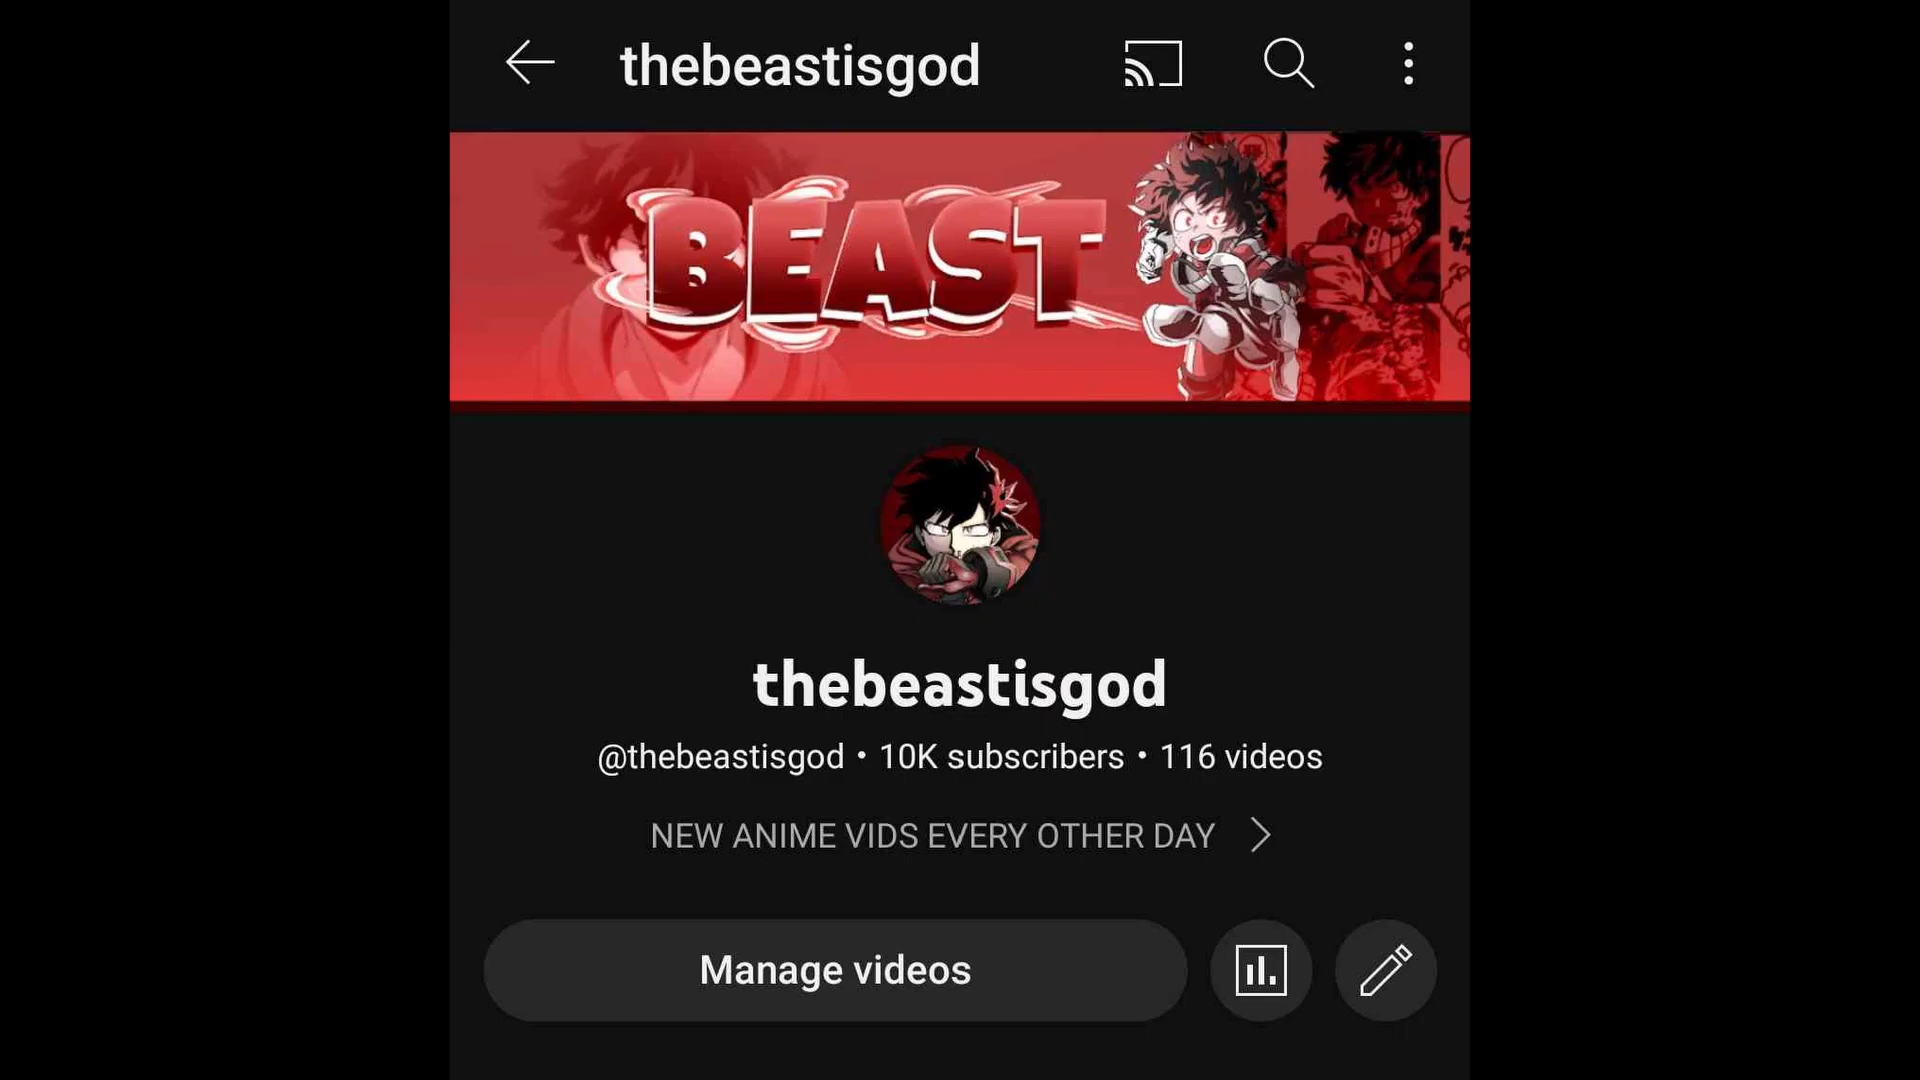 thebeastisgod
BEAST
thebeastisgod
@thebeastisgod • 10K subscribers • 116 videos
NEW ANIME VIDS EVERY OTHER DAY
Manage videos